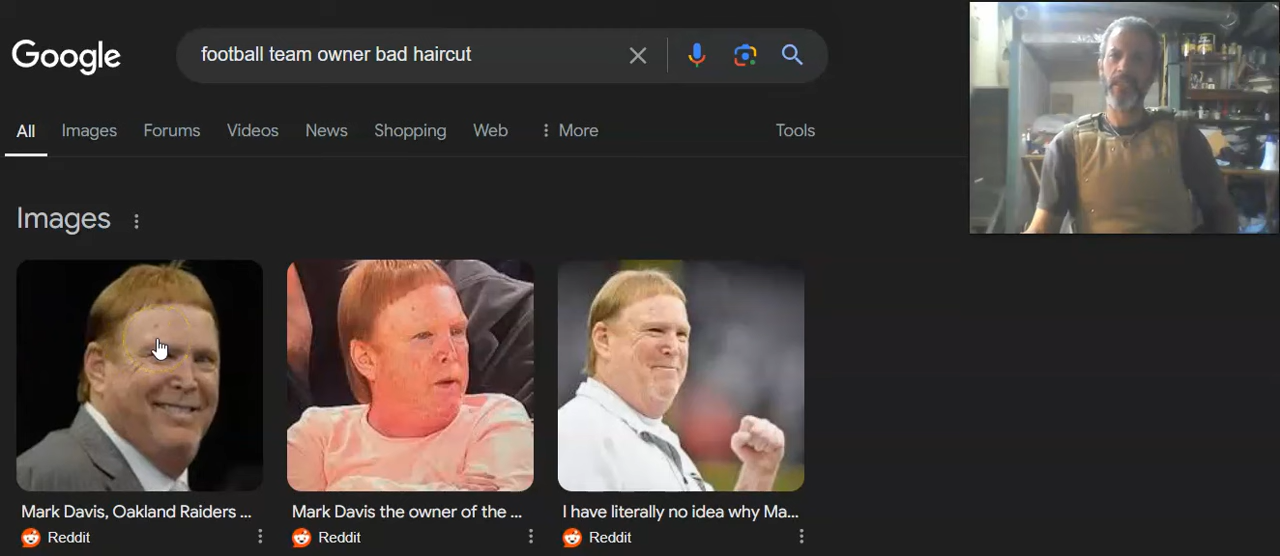 Google
football team owner bad haircut
All Images Forums Videos News Shopping Web More Tools
Images
Mark Davis, Oakland Raiders ...
Reddit
Mark Davis the owner of the ...
Reddit
I have literally no idea why Ma...
Reddit